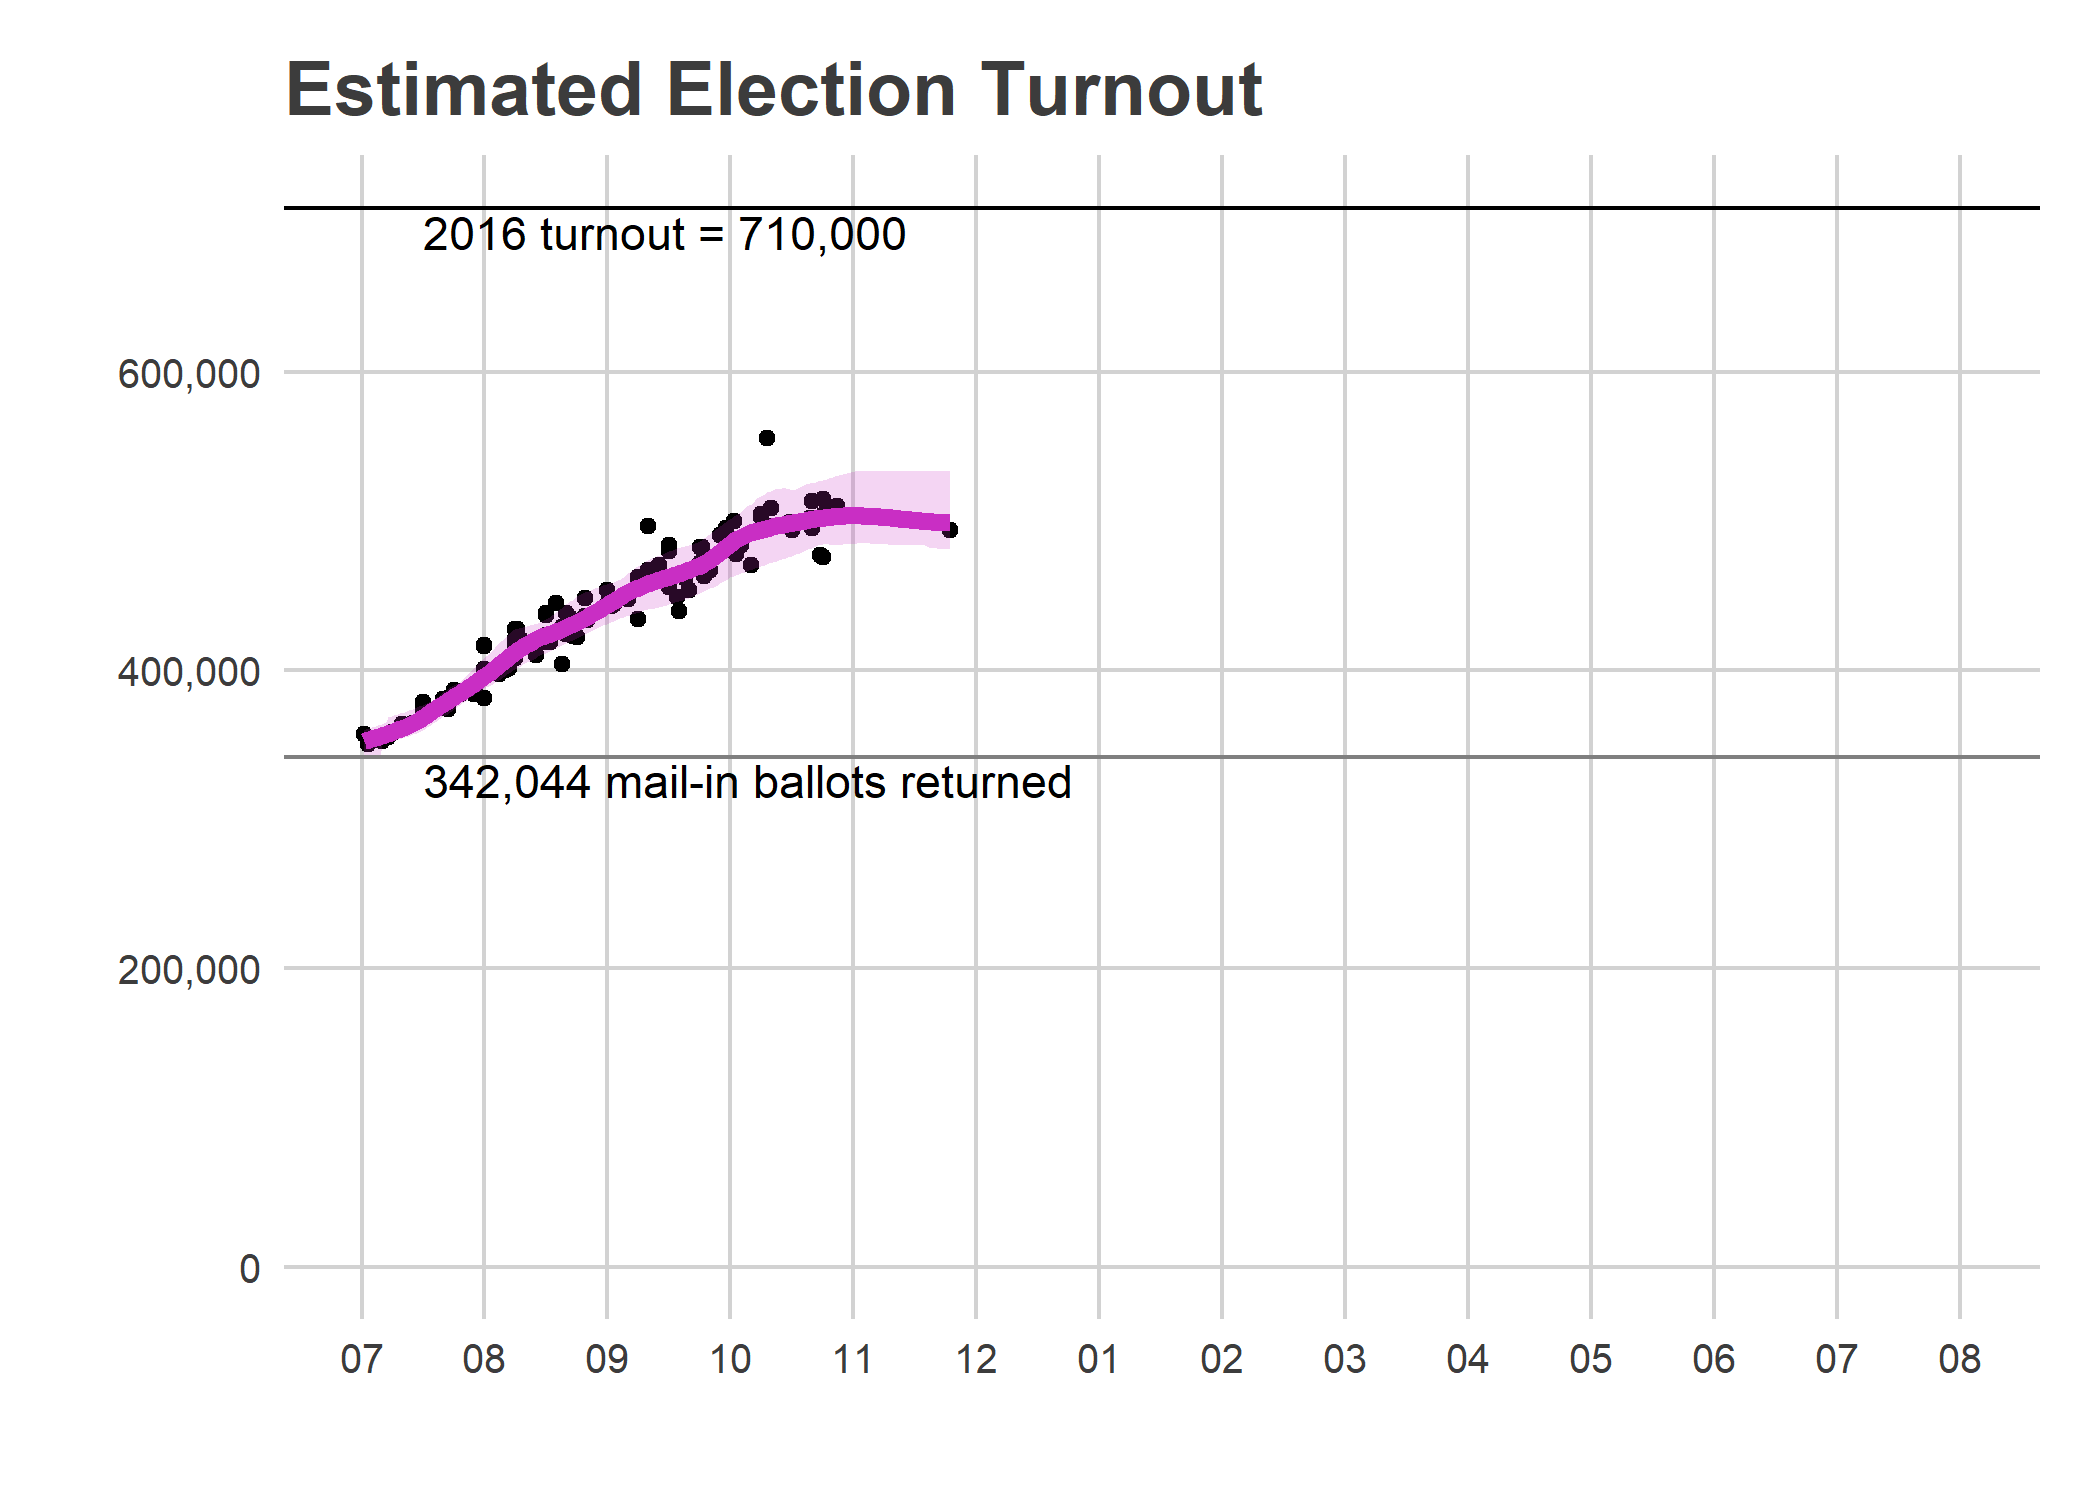 Estimated Election Turnout
2016 turnout = 710,000
600,000
400,000
342,044 mail-in ballots returned
200,000
0
07 08 09 10 11 12 01 02 03 04 05 06 07 08